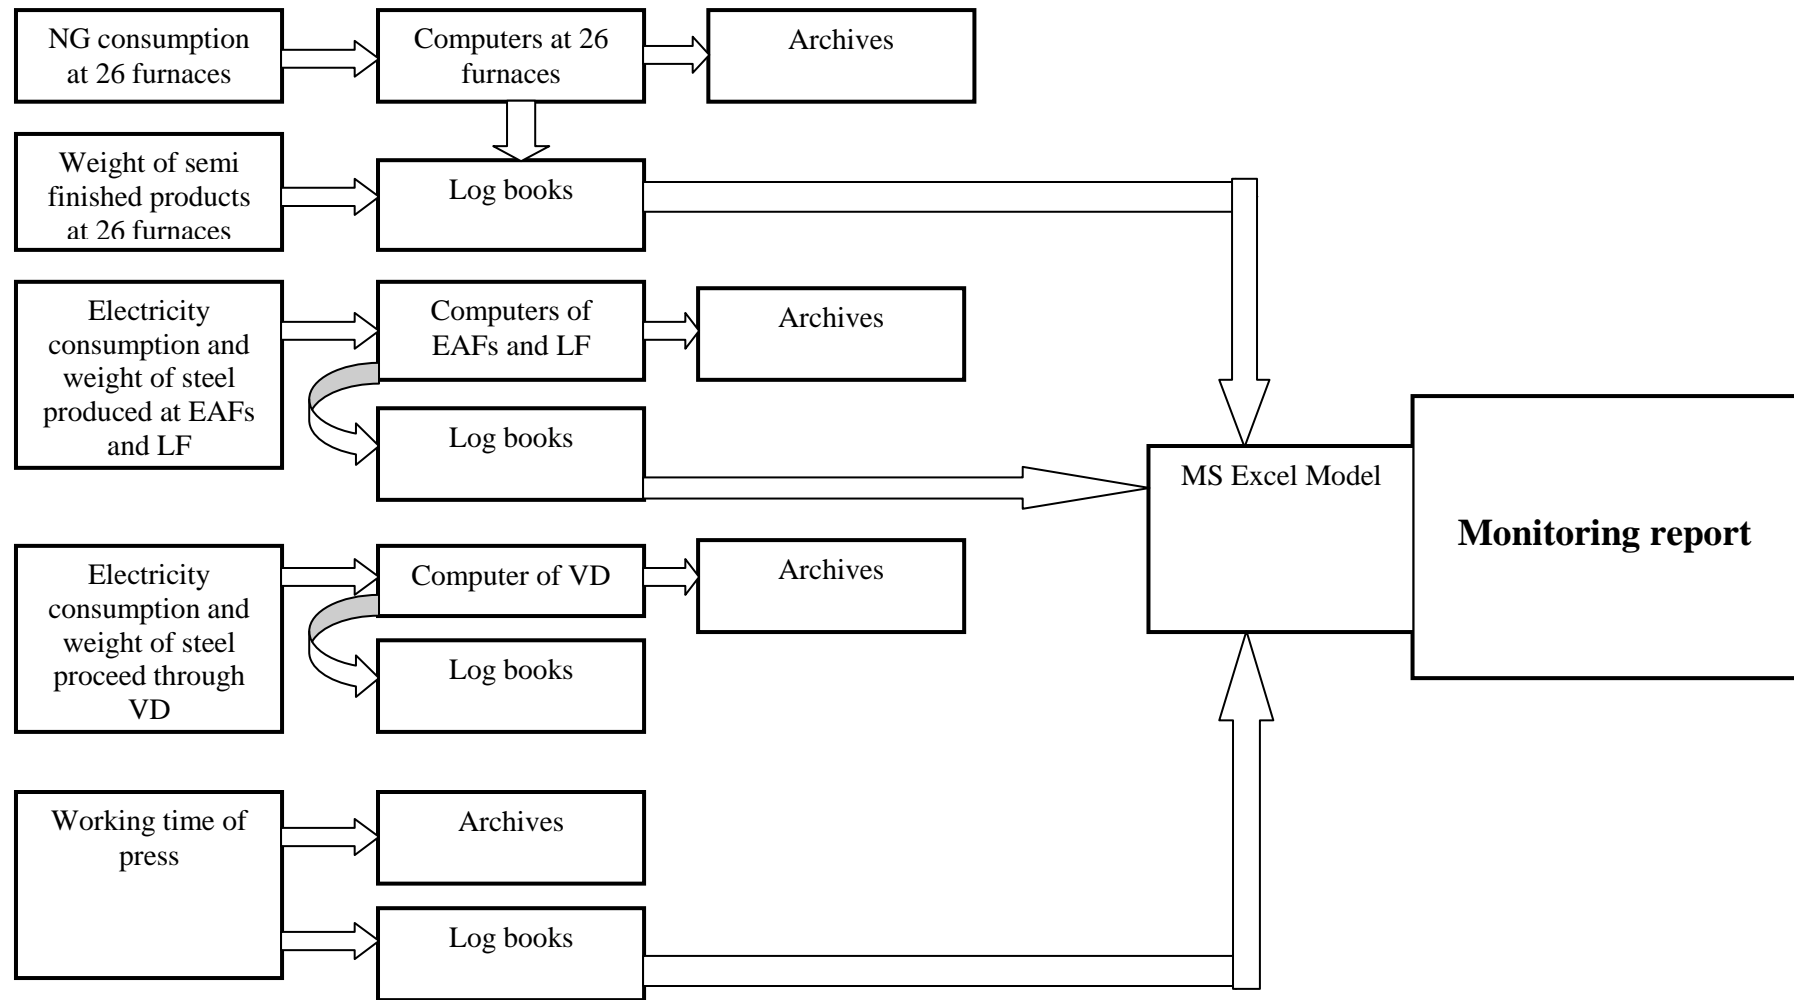 NG consumption
at 26 furnaces
Computers at 26
furnaces
Archives
Weight of semi
finished products
at 26 furnaces
Log books
Electricity
consumption and
weight of steel
produced at EAFs
and LF
Computers of
EAFs and LF
Archives
Log books
MS Excel Model
Monitoring report
Electricity
consumption and
weight of steel
proceed through
VD
Computer of VD
Archives
Log books
Working time of
press
Archives
Log books